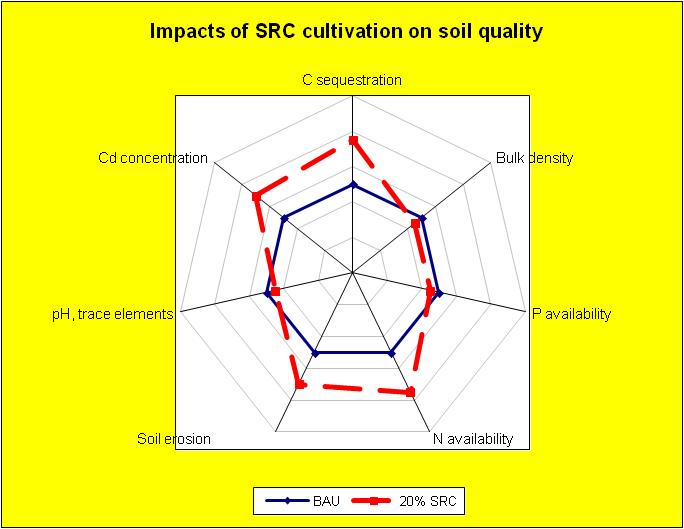 Impacts of SRC cultivation on soil quality
C sequestration
Cd concentration
Bulk density
pH, trace elements
P availability
Soil erosion
N availability
BAU
20% SRC